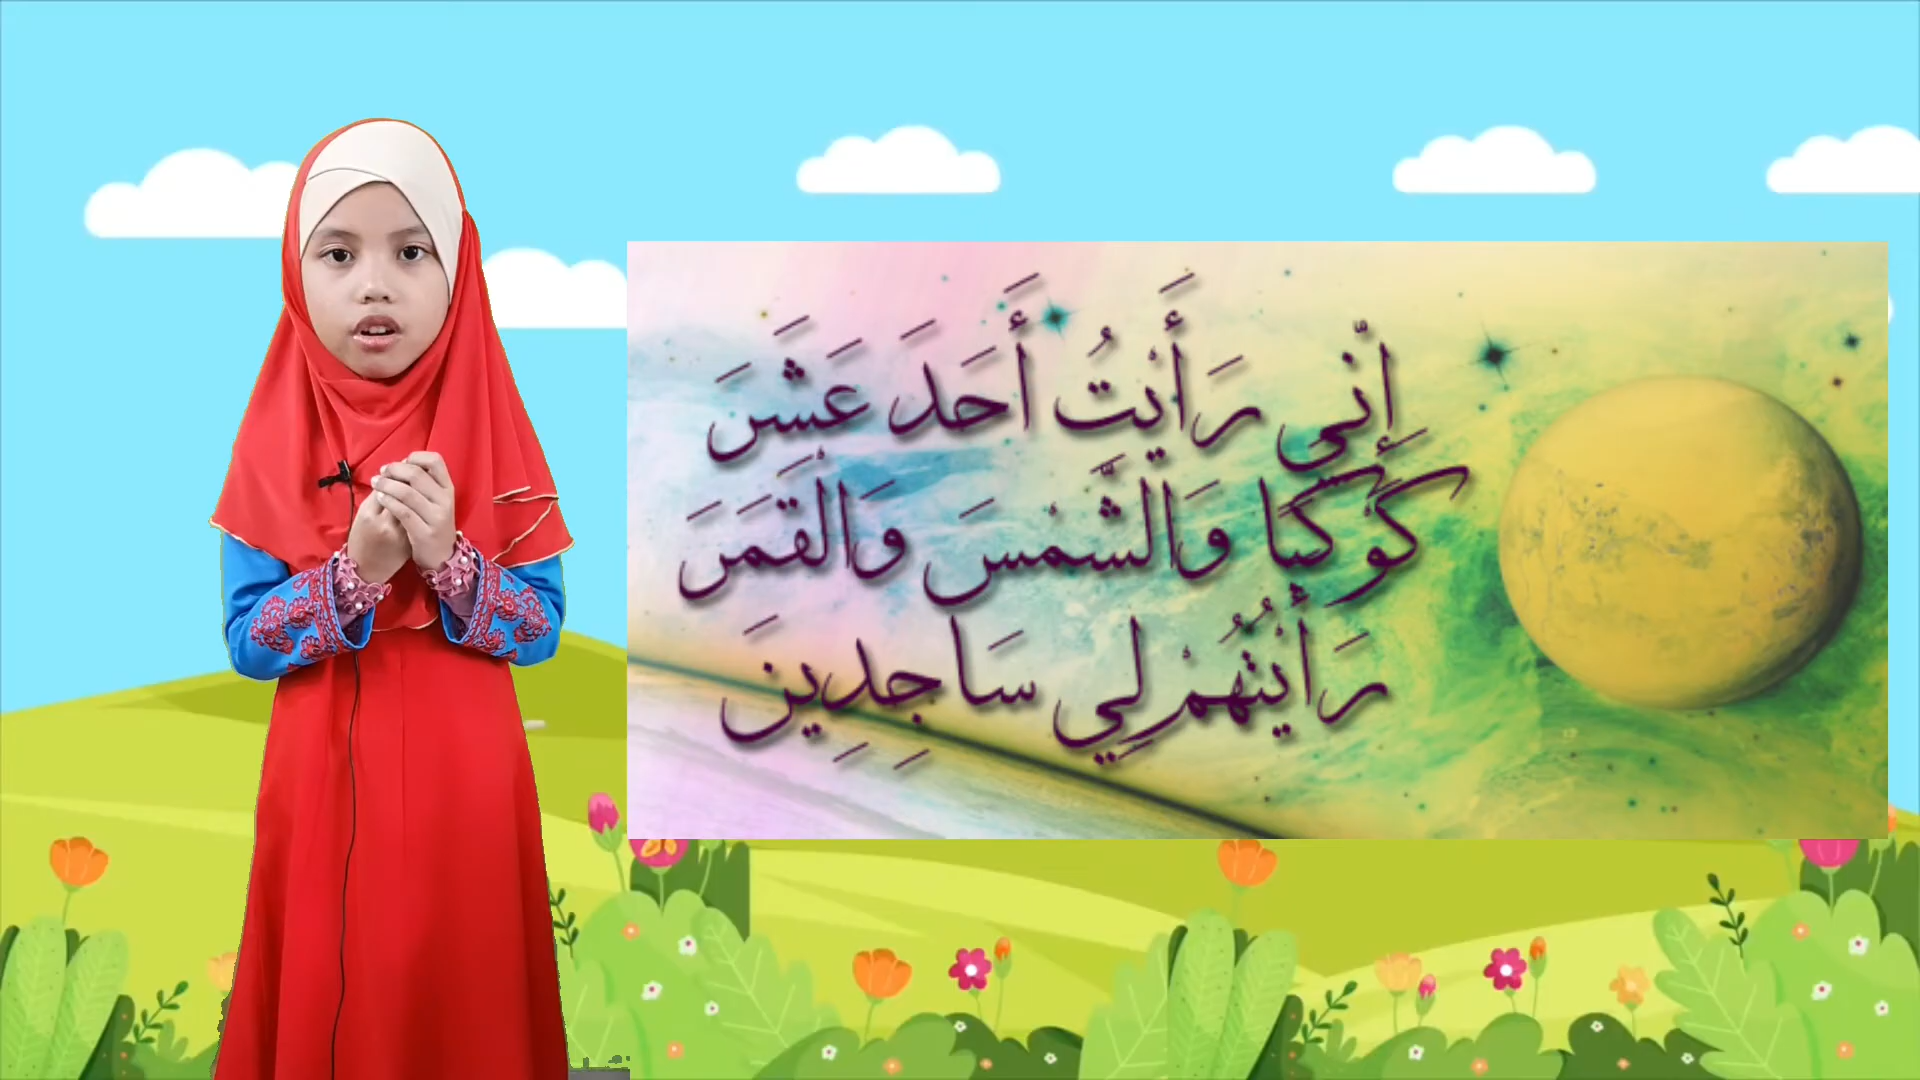 إِنِّي رَأَيْتُ أَحَدَ عَشَرَ
كَوْكَبًا وَالشَّمْسَ وَالْقَمَرَ
رَأَيْتُهُمْ لِي سَاجِدِينَ